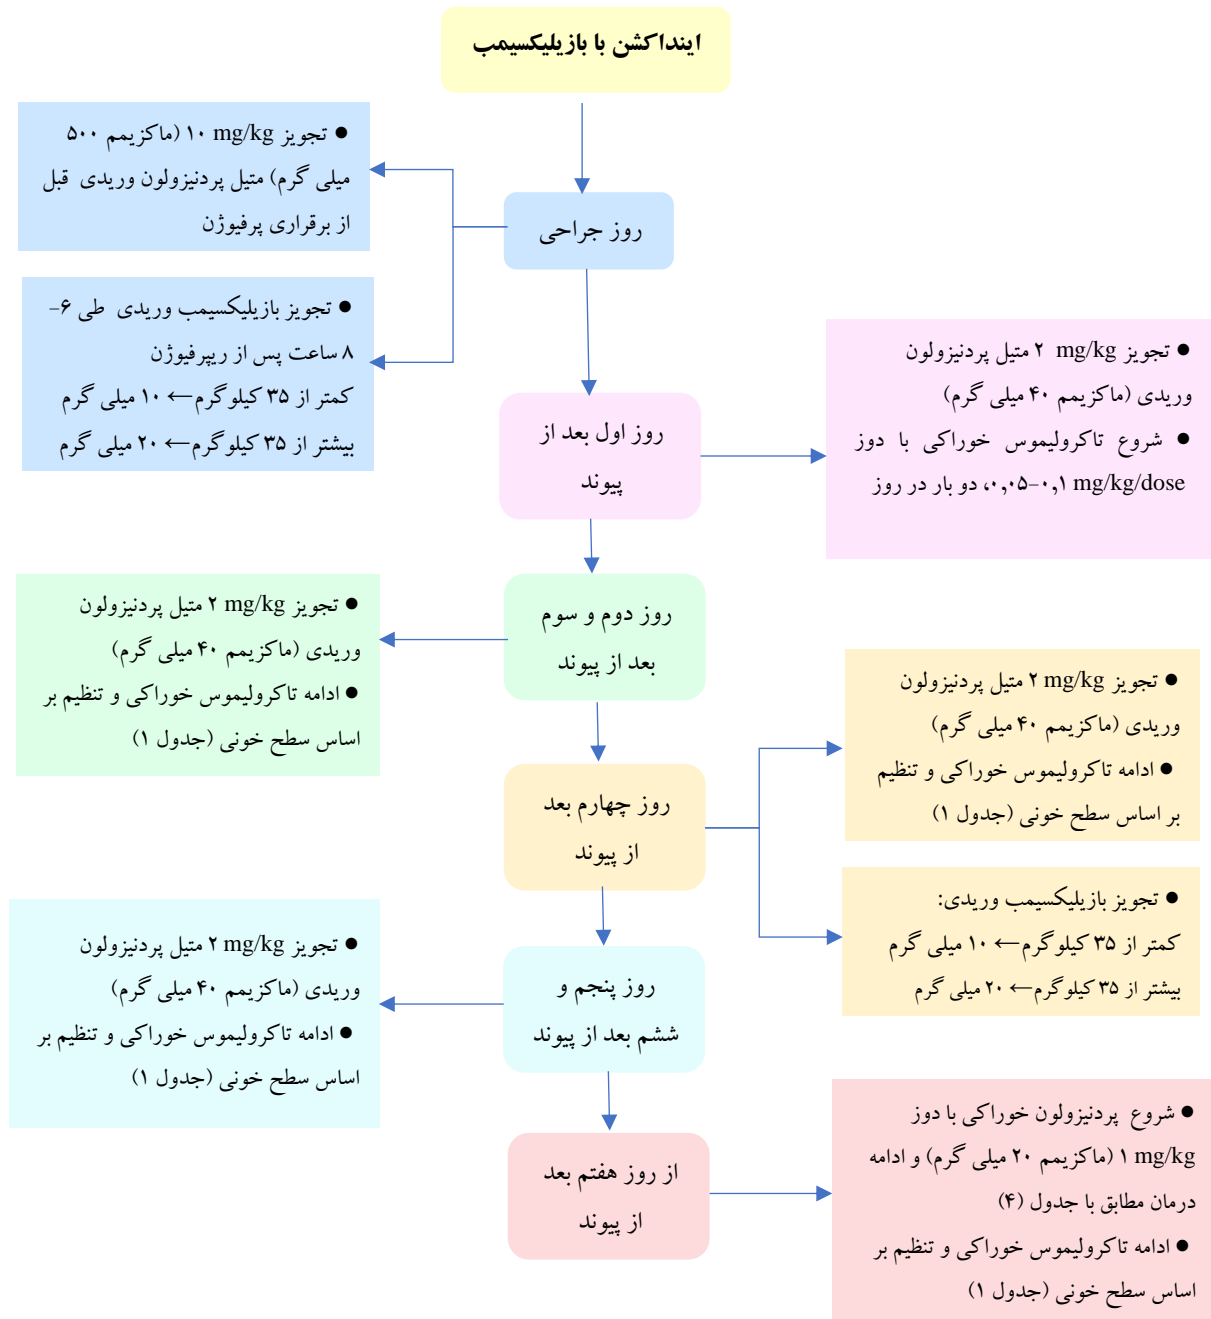 اینداکشن با بازیلیکسیمب
روز جراحی
● تجویز ۱۰ mg/kg (ماکزیمم ۵۰۰
میلی گرم) متیل پردنیزولون وریدی قبل
از برقراری پرفیوژن
● تجویز بازیلیکسیمب وریدی طی ۶-
۸ ساعت پس از ریپرفیوژن
کمتر از ۳۵ کیلوگرم← ۱۰ میلی گرم
بیشتر از ۳۵ کیلوگرم← ۲۰ میلی گرم
روز اول بعد از
پیوند
● تجویز ۲ mg/kg متیل پردنیزولون
وریدی (ماکزیمم ۴۰ میلی گرم)
● شروع تاکرولیموس خوراکی با دوز
۰,۰۵-۰,۱ mg/kg/dose، دو بار در روز
روز دوم و سوم
بعد از پیوند
● تجویز ۲ mg/kg متیل پردنیزولون
وریدی (ماکزیمم ۴۰ میلی گرم)
● ادامه تاکرولیموس خوراکی و تنظیم بر
اساس سطح خونی (جدول ۱)
روز چهارم بعد
از پیوند
● تجویز ۲ mg/kg متیل پردنیزولون
وریدی (ماکزیمم ۴۰ میلی گرم)
● ادامه تاکرولیموس خوراکی و تنظیم
بر اساس سطح خونی (جدول ۱)
● تجویز بازیلیکسیمب وریدی:
کمتر از ۳۵ کیلوگرم← ۱۰ میلی گرم
بیشتر از ۳۵ کیلوگرم← ۲۰ میلی گرم
روز پنجم و
ششم بعد از پیوند
● تجویز ۲ mg/kg متیل پردنیزولون
وریدی (ماکزیمم ۴۰ میلی گرم)
● ادامه تاکرولیموس خوراکی و تنظیم بر
اساس سطح خونی (جدول ۱)
از روز هفتم بعد
از پیوند
● شروع پردنیزولون خوراکی با دوز
۱ mg/kg (ماکزیمم ۲۰ میلی گرم) و ادامه
درمان مطابق با جدول (۴)
● ادامه تاکرولیموس خوراکی و تنظیم بر
اساس سطح خونی (جدول ۱)